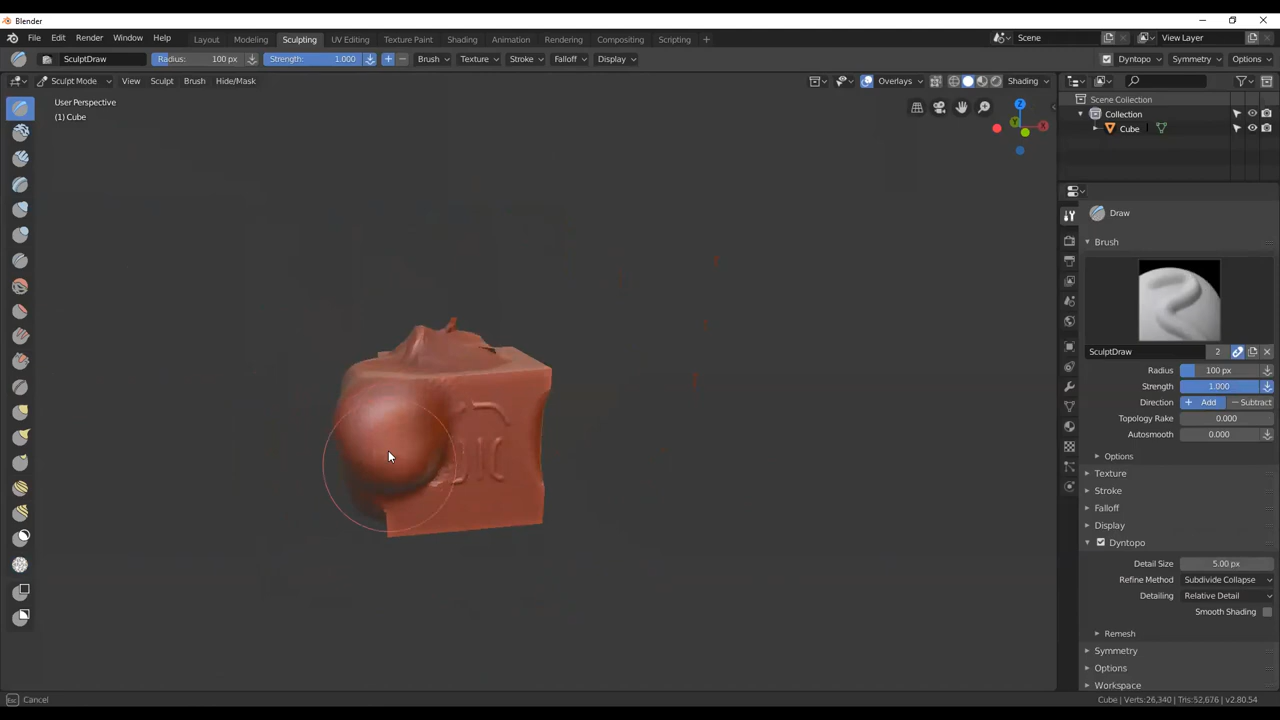 Blender
File Edit Render Window Help Layout Modeling Sculpting UV Editing Texture Paint Shading Animation Rendering Compositing Scripting + Scene View Layer
SculptDraw Radius: 100 px Strength: 1.000 Brush Texture Stroke Falloff Display Dyntopo Symmetry Options
Sculpt Mode View Sculpt Brush Hide/Mask Overlays Shading
User Perspective
(1) Cube
Z
Y
X
Scene Collection
Collection
Cube
Draw
Brush
SculptDraw 2
Radius 100 px
Strength 1.000
Direction + Add − Subtract
Topology Rake 0.000
Autosmooth 0.000
Options
Texture
Stroke
Falloff
Display
Dyntopo
Detail Size 5.00 px
Refine Method Subdivide Collapse
Detailing Relative Detail
Smooth Shading
Remesh
Symmetry
Options
Workspace
Esc Cancel Cube | Verts:26,340 | Tris:52,676 | v2.80.54